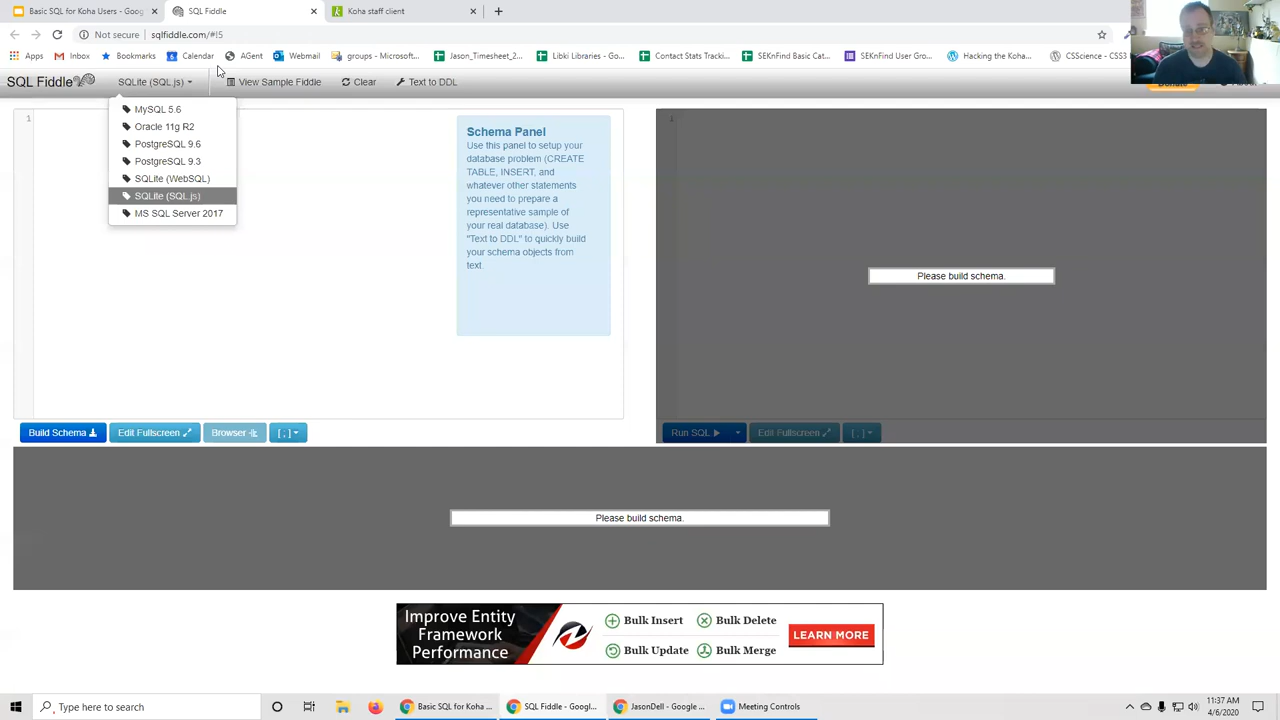 Basic SQL for Koha Users - Goog
SQL Fiddle
Koha staff client
Not secure
sqlfiddle.com/#!5
Apps
Inbox
Bookmarks
Calendar
AGent
Webmail
groups - Microsoft...
Jason_Timesheet_2...
Libki Libraries - Go...
Contact Stats Tracki...
SEKnFind Basic Cat...
SEKnFind User Grou...
Hacking the Koha...
CSScience - CSS3 F
SQL Fiddle
SQLite (SQL.js)
View Sample Fiddle
Clear
Text to DDL
MySQL 5.6
Oracle 11g R2
PostgreSQL 9.6
PostgreSQL 9.3
SQLite (WebSQL)
SQLite (SQL.js)
MS SQL Server 2017
1
Schema Panel
Use this panel to setup your
database problem (CREATE
TABLE, INSERT, and
whatever other statements
you need to prepare a
representative sample of
your real database). Use
"Text to DDL" to quickly build
your schema objects from
text.
1
Please build schema.
Build Schema
Edit Fullscreen
Browser
[ ; ]
Run SQL
Edit Fullscreen
[ ; ]
Please build schema.
Improve Entity
Framework
Performance
Bulk Insert
Bulk Delete
Bulk Update
Bulk Merge
LEARN MORE
Type here to search
Basic SQL for Koha ...
SQL Fiddle - Googl...
JasonDell - Google ...
Meeting Controls
11:37 AM
4/6/2020